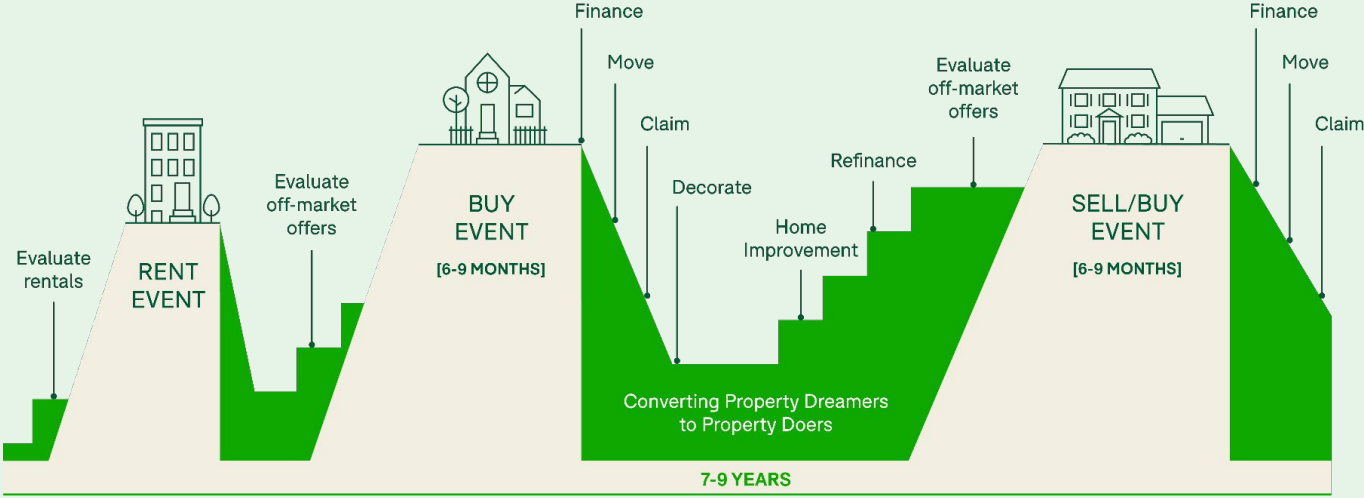 Evaluate
rentals
RENT
EVENT
Evaluate
off-market
offers
BUY
EVENT
[6-9 MONTHS]
Finance
Move
Claim
Decorate
Home
Improvement
Refinance
Evaluate
off-market
offers
SELL/BUY
EVENT
[6-9 MONTHS]
Finance
Move
Claim
Converting Property Dreamers
to Property Doers
7-9 YEARS